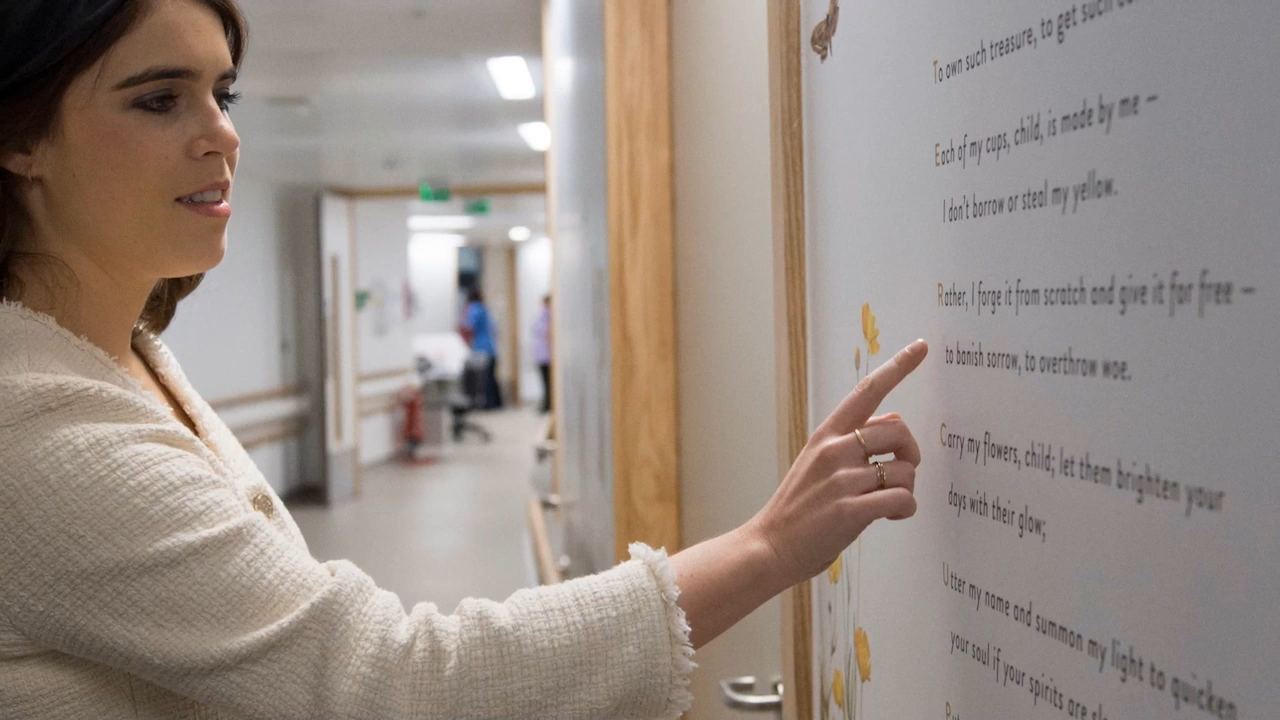 To own such treasure, to get such
Each of my cups, child, is made by me —
I don't borrow or steal my yellow.
Rather, I forge it from scratch and give it for free —
to banish sorrow, to overthrow woe.
Carry my flowers, child; let them brighten your
days with their glow;
Utter my name and summon my light to quicken
your soul if your spirits are